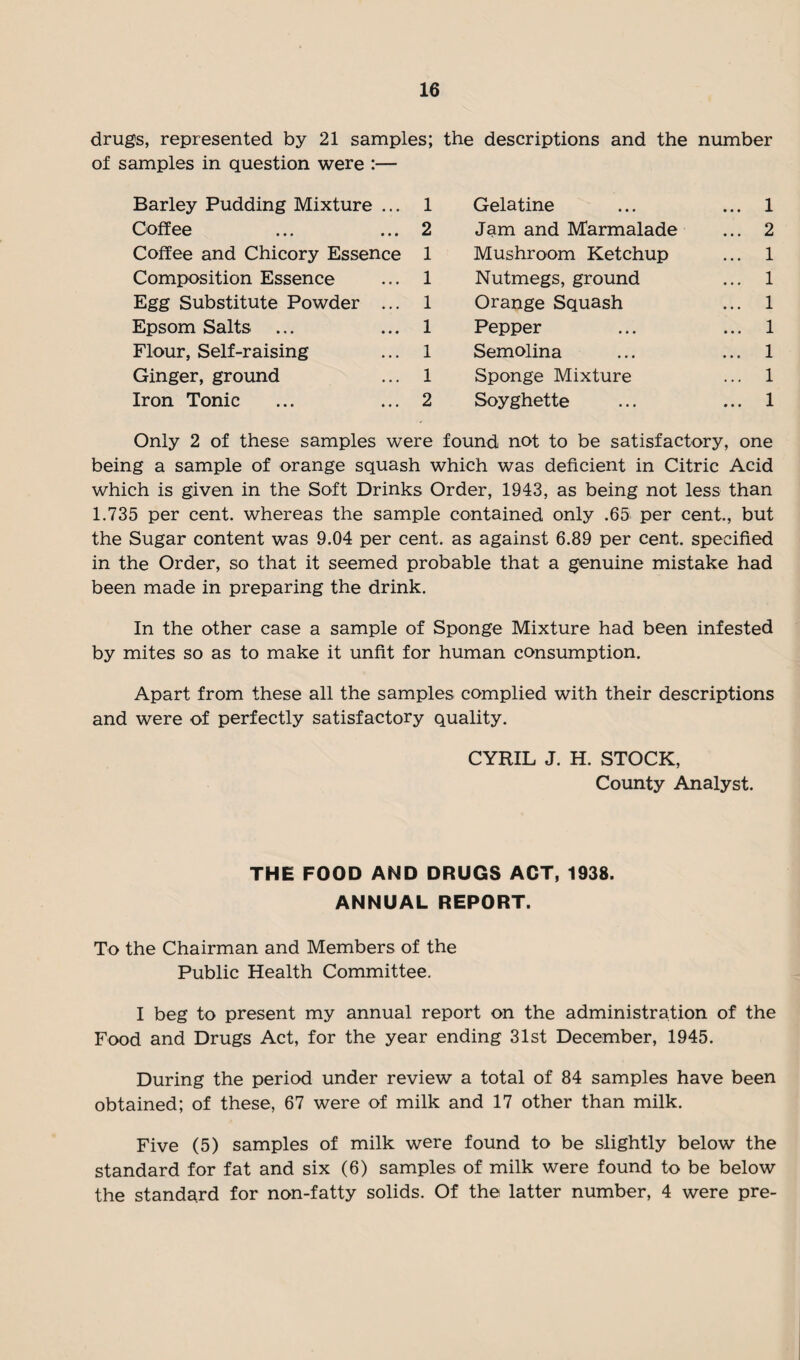 16
drugs, represented by 21 samples; the descriptions and the number
of samples in question were :—
Barley Pudding Mixture ... 1 Gelatine ... ... 1
Coffee ... ... 2 Jam and Marmalade ... 2
Coffee and Chicory Essence 1 Mushroom Ketchup ... 1
Composition Essence ... 1 Nutmegs, ground ... 1
Egg Substitute Powder ... 1 Orange Squash ... 1
Epsom Salts ... ... 1 Pepper ... ... 1
Flour, Self-raising ... 1 Semolina ... ... 1
Ginger, ground ... 1 Sponge Mixture ... 1
Iron Tonic ... ... 2 Soyghette ... ... 1
Only 2 of these samples were found not to be satisfactory, one
being a sample of orange squash which was deficient in Citric Acid
which is given in the Soft Drinks Order, 1943, as being not less than
1.735 per cent. whereas the sample contained only .65 per cent., but
the Sugar content was 9.04 per cent. as against 6.89 per cent. specified
in the Order, so that it seemed probable that a genuine mistake had
been made in preparing the drink.
In the other case a sample of Sponge Mixture had been infested
by mites so as to make it unfit for human consumption.
Apart from these all the samples complied with their descriptions
and were of perfectly satisfactory quality.
CYRIL J. H. STOCK,
County Analyst.
THE FOOD AND DRUGS ACT, 1938.
ANNUAL REPORT.
To the Chairman and Members of the
Public Health Committee.
I beg to present my annual report on the administration of the
Food and Drugs Act, for the year ending 31st December, 1945.
During the period under review a total of 84 samples have been
obtained; of these, 67 were of milk and 17 other than milk.
Five (5) samples of milk were found to be slightly below the
standard for fat and six (6) samples of milk were found to be below
the standard for non-fatty solids. Of the latter number, 4 were pre-